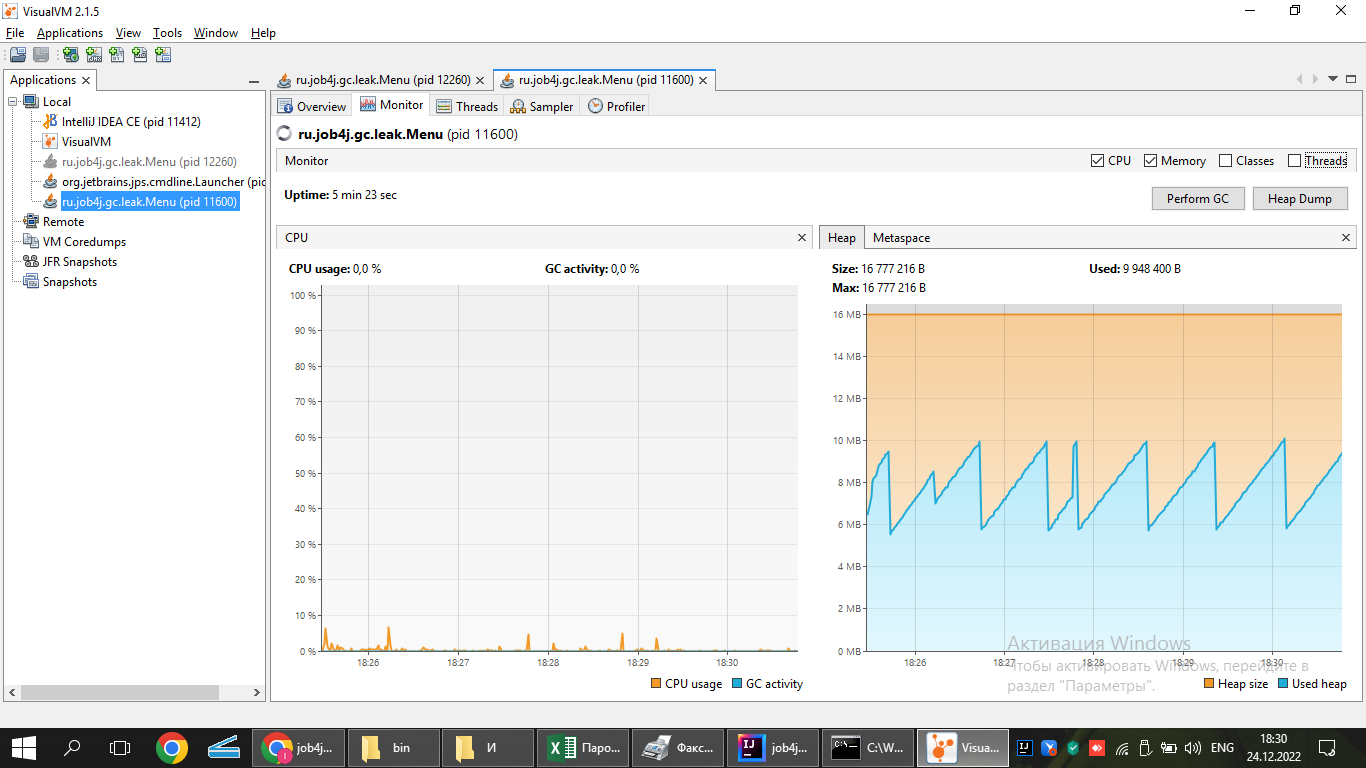 VisualVM 2.1.5
File Applications View Tools Window Help
Applications
Local
IntelliJ IDEA CE (pid 11412)
VisualVM
ru.job4j.gc.leak.Menu (pid 12260)
org.jetbrains.jps.cmdline.Launcher (pid
ru.job4j.gc.leak.Menu (pid 11600)
Remote
VM Coredumps
JFR Snapshots
Snapshots
ru.job4j.gc.leak.Menu (pid 12260) ru.job4j.gc.leak.Menu (pid 11600)
Overview Monitor Threads Sampler Profiler
ru.job4j.gc.leak.Menu (pid 11600)
Monitor CPU Memory Classes Threads
Uptime: 5 min 23 sec
Perform GC Heap Dump
CPU
CPU usage: 0,0 % GC activity: 0,0 %
100 %
90 %
80 %
70 %
60 %
50 %
40 %
30 %
20 %
10 %
0 %
18:26 18:27 18:28 18:29 18:30
CPU usage GC activity
Heap Metaspace
Size: 16 777 216 B Used: 9 948 400 B
Max: 16 777 216 B
16 MB
14 MB
12 MB
10 MB
8 MB
6 MB
4 MB
2 MB
0 MB
18:26 18:27 18:28 18:29 18:30
Heap size Used heap
Активация Windows
Чтобы активировать Windows, перейдите в
раздел "Параметры".
job4j... bin И Паро... Факс... job4j... C:\W... Visua... ENG 18:30
24.12.2022